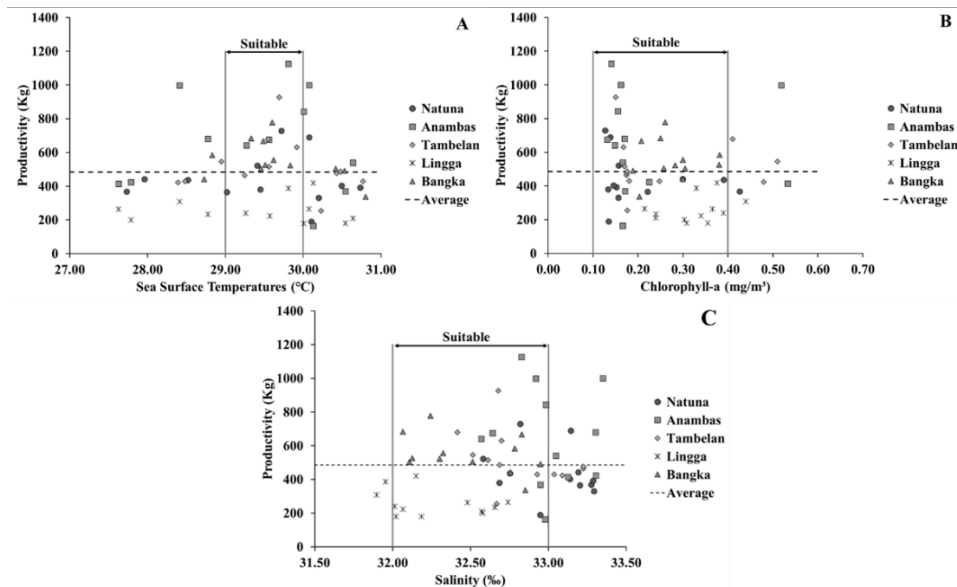 A
Suitable
Productivity (Kg)
1400
1200
1000
800
600
400
200
0
27.00 28.00 29.00 30.00 31.00
Sea Surface Temperatures (°C)
Natuna
Anambas
Tambelan
Lingga
Bangka
Average
B
Suitable
Productivity (Kg)
1400
1200
1000
800
600
400
200
0
0.00 0.10 0.20 0.30 0.40 0.50 0.60 0.70
Chlorophyll-a (mg/m³)
Natuna
Anambas
Tambelan
Lingga
Bangka
Average
C
Suitable
Productivity (Kg)
1400
1200
1000
800
600
400
200
0
31.50 32.00 32.50 33.00 33.50
Salinity (‰)
Natuna
Anambas
Tambelan
Lingga
Bangka
Average